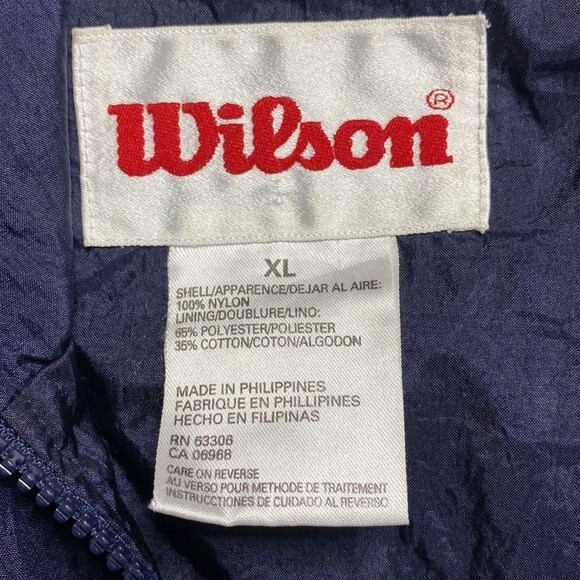 Wilson®
XL
SHELL/APPARENCE/DEJAR AL AIRE:
100% NYLON
LINING/DOUBLURE/LINO:
65% POLYESTER/POLIESTER
35% COTTON/COTON/ALGODON
MADE IN PHILIPPINES
FABRIQUE EN PHILLIPINES
HECHO EN FILIPINAS
RN 63306
CA 06968
CARE ON REVERSE
AU VERSO POUR METHODE DE TRAITEMENT
INSTRUCCTIONES DE CUIDADO AL REVERSO